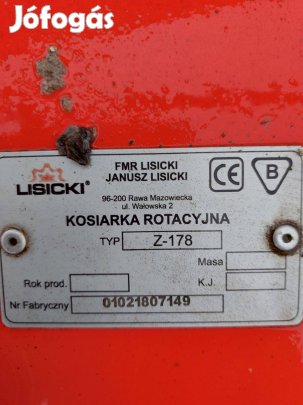 Jófogás
FMR LISICKI
JANUSZ LISICKI
LISICKI®
96-200 Rawa Mazowiecka
ul. Wałowska 2
CE
B
KOSIARKA ROTACYJNA
TYP Z-178
Masa
Rok prod. K.J.
Nr Fabryczny 01021807149